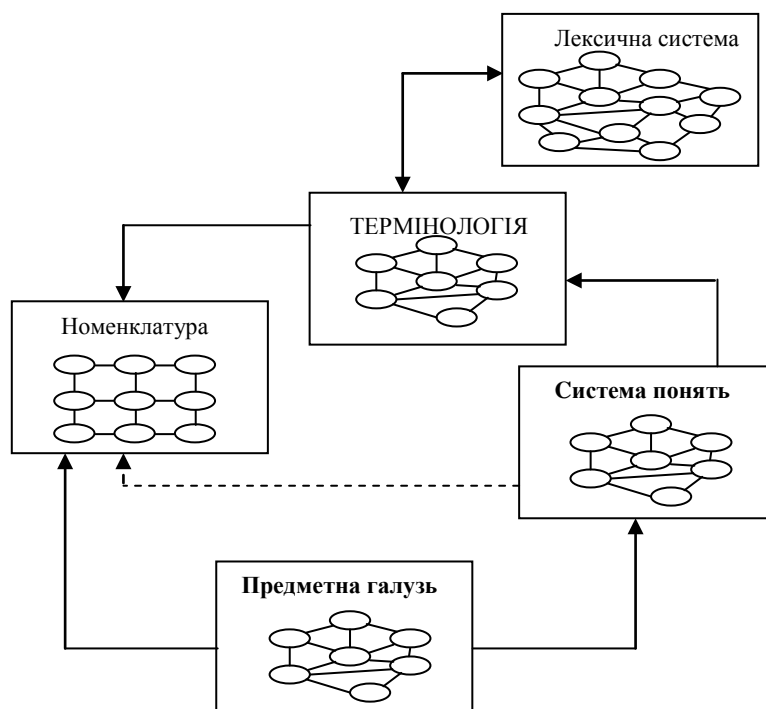 Лексична система
ТЕРМІНОЛОГІЯ
Номенклатура
Система понять
Предметна галузь